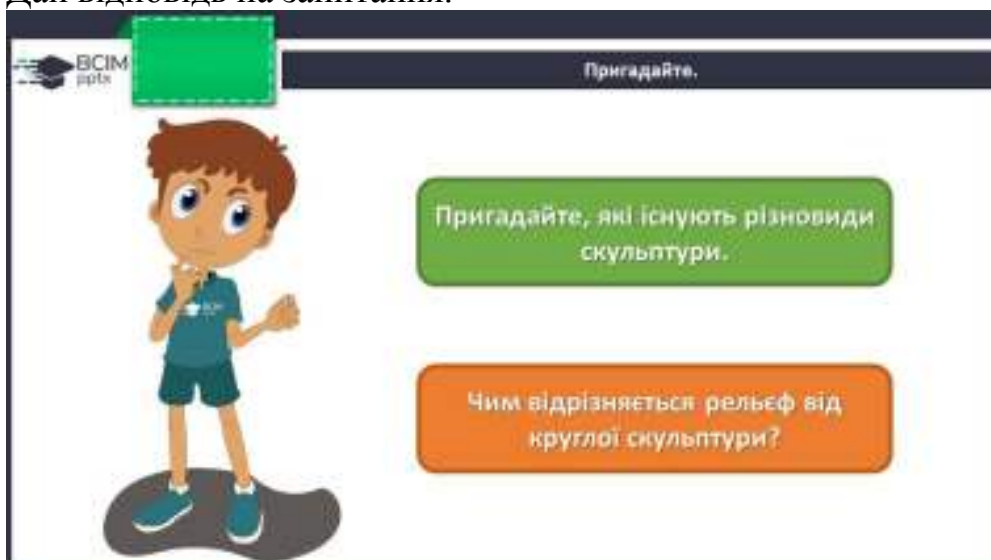 Дай відповідь на запитання.
ВСІМ
pptx
Пригадайте.
Пригадайте, які існують різновиди
скульптури.
Чим відрізняється рельєф від
круглої скульптури?